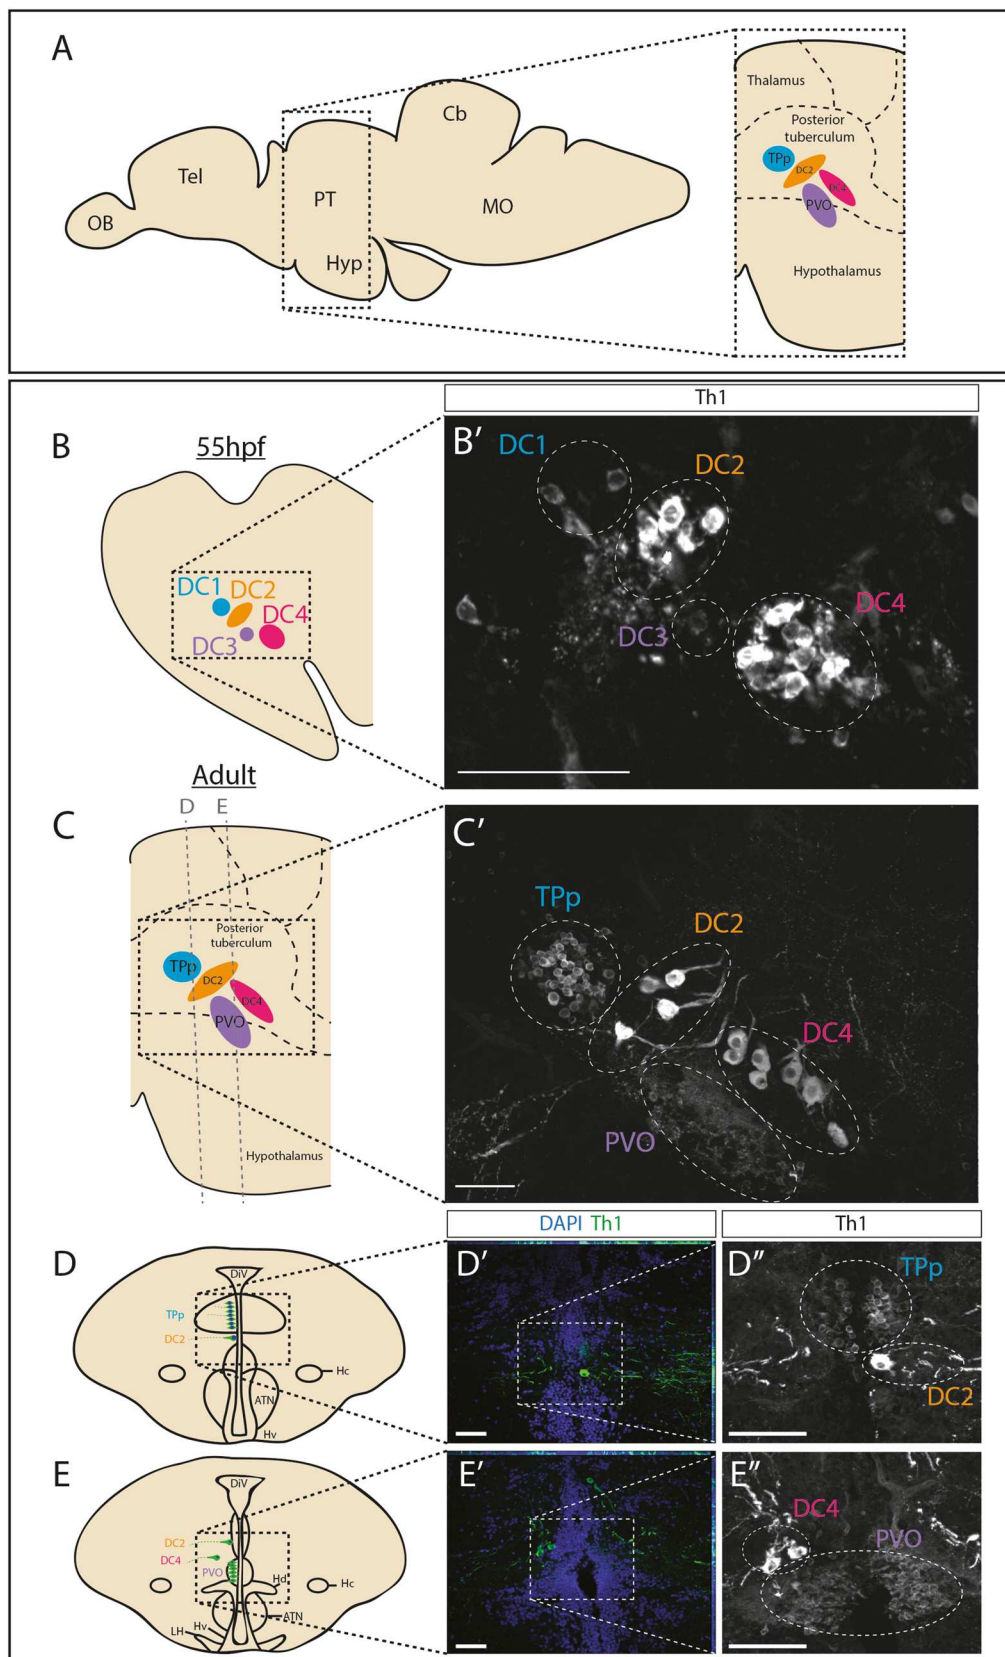 A
OB
Tel
PT
Hyp
Cb
MO
Thalamus
Posterior
tuberculum
TPp
DC2
DC4
PVO
Hypothalamus
Th1
B
55hpf
DC1
DC2
DC4
DC3
B'
DC1
DC2
DC3
DC4
Adult
D E
C
Posterior
tuberculum
TPp
DC2
DC4
PVO
Hypothalamus
C'
TPp
DC2
DC4
PVO
DAPI Th1
Th1
D
DiV
TPp
DC2
Hc
ATN
Hv
D'
D"
TPp
DC2
E
DiV
DC2
DC4
PVO
Hd
Hc
ATN
Hv
LH
E'
E"
DC4
PVO